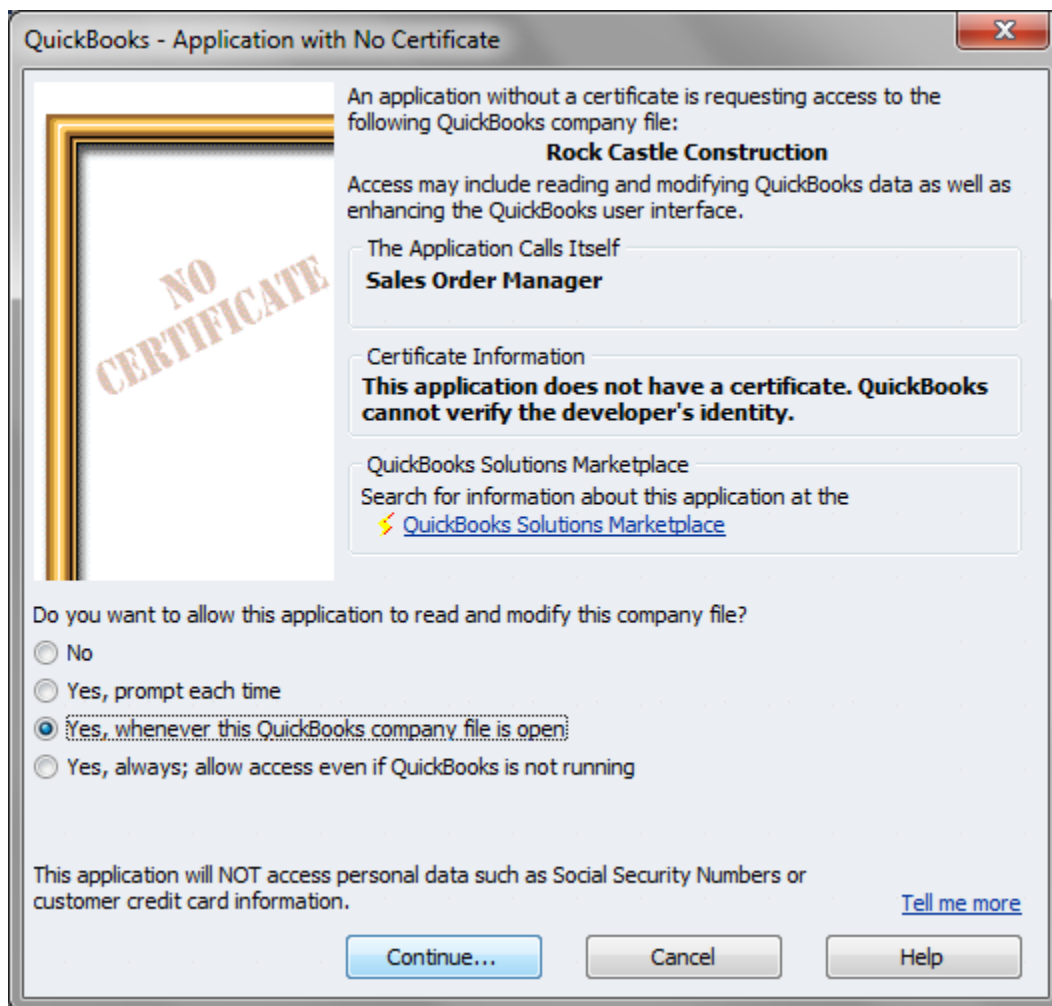 QuickBooks - Application with No Certificate
NO
CERTIFICATE
An application without a certificate is requesting access to the
following QuickBooks company file:
Rock Castle Construction
Access may include reading and modifying QuickBooks data as well as
enhancing the QuickBooks user interface.
The Application Calls Itself
Sales Order Manager
Certificate Information
This application does not have a certificate. QuickBooks
cannot verify the developer's identity.
QuickBooks Solutions Marketplace
Search for information about this application at the
QuickBooks Solutions Marketplace
Do you want to allow this application to read and modify this company file?
No
Yes, prompt each time
Yes, whenever this QuickBooks company file is open
Yes, always; allow access even if QuickBooks is not running
This application will NOT access personal data such as Social Security Numbers or
customer credit card information.
Tell me more
Continue...
Cancel
Help